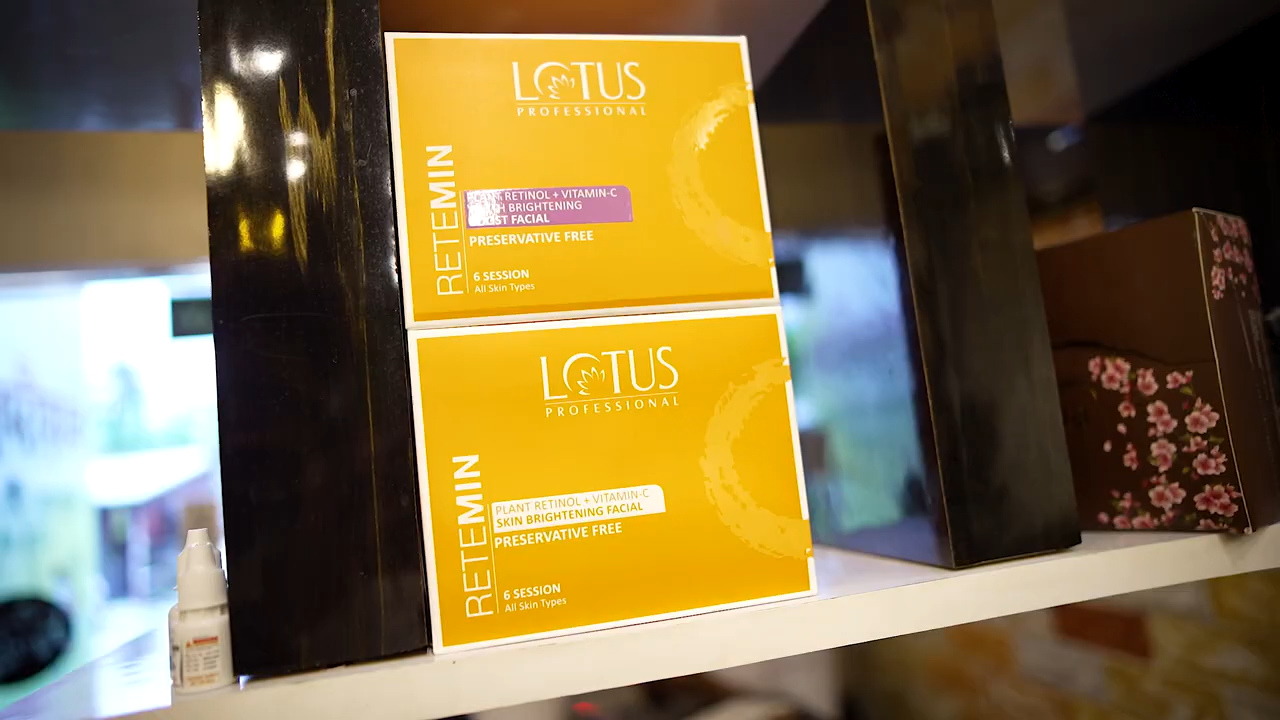 LOTUS
PROFESSIONAL
RETEMIN
PLANT RETINOL + VITAMIN-C
BRIGHTENING
FACIAL
PRESERVATIVE FREE
6 SESSION
All Skin Types
LOTUS
PROFESSIONAL
RETEMIN
PLANT RETINOL + VITAMIN-C
SKIN BRIGHTENING FACIAL
PRESERVATIVE FREE
6 SESSION
All Skin Types